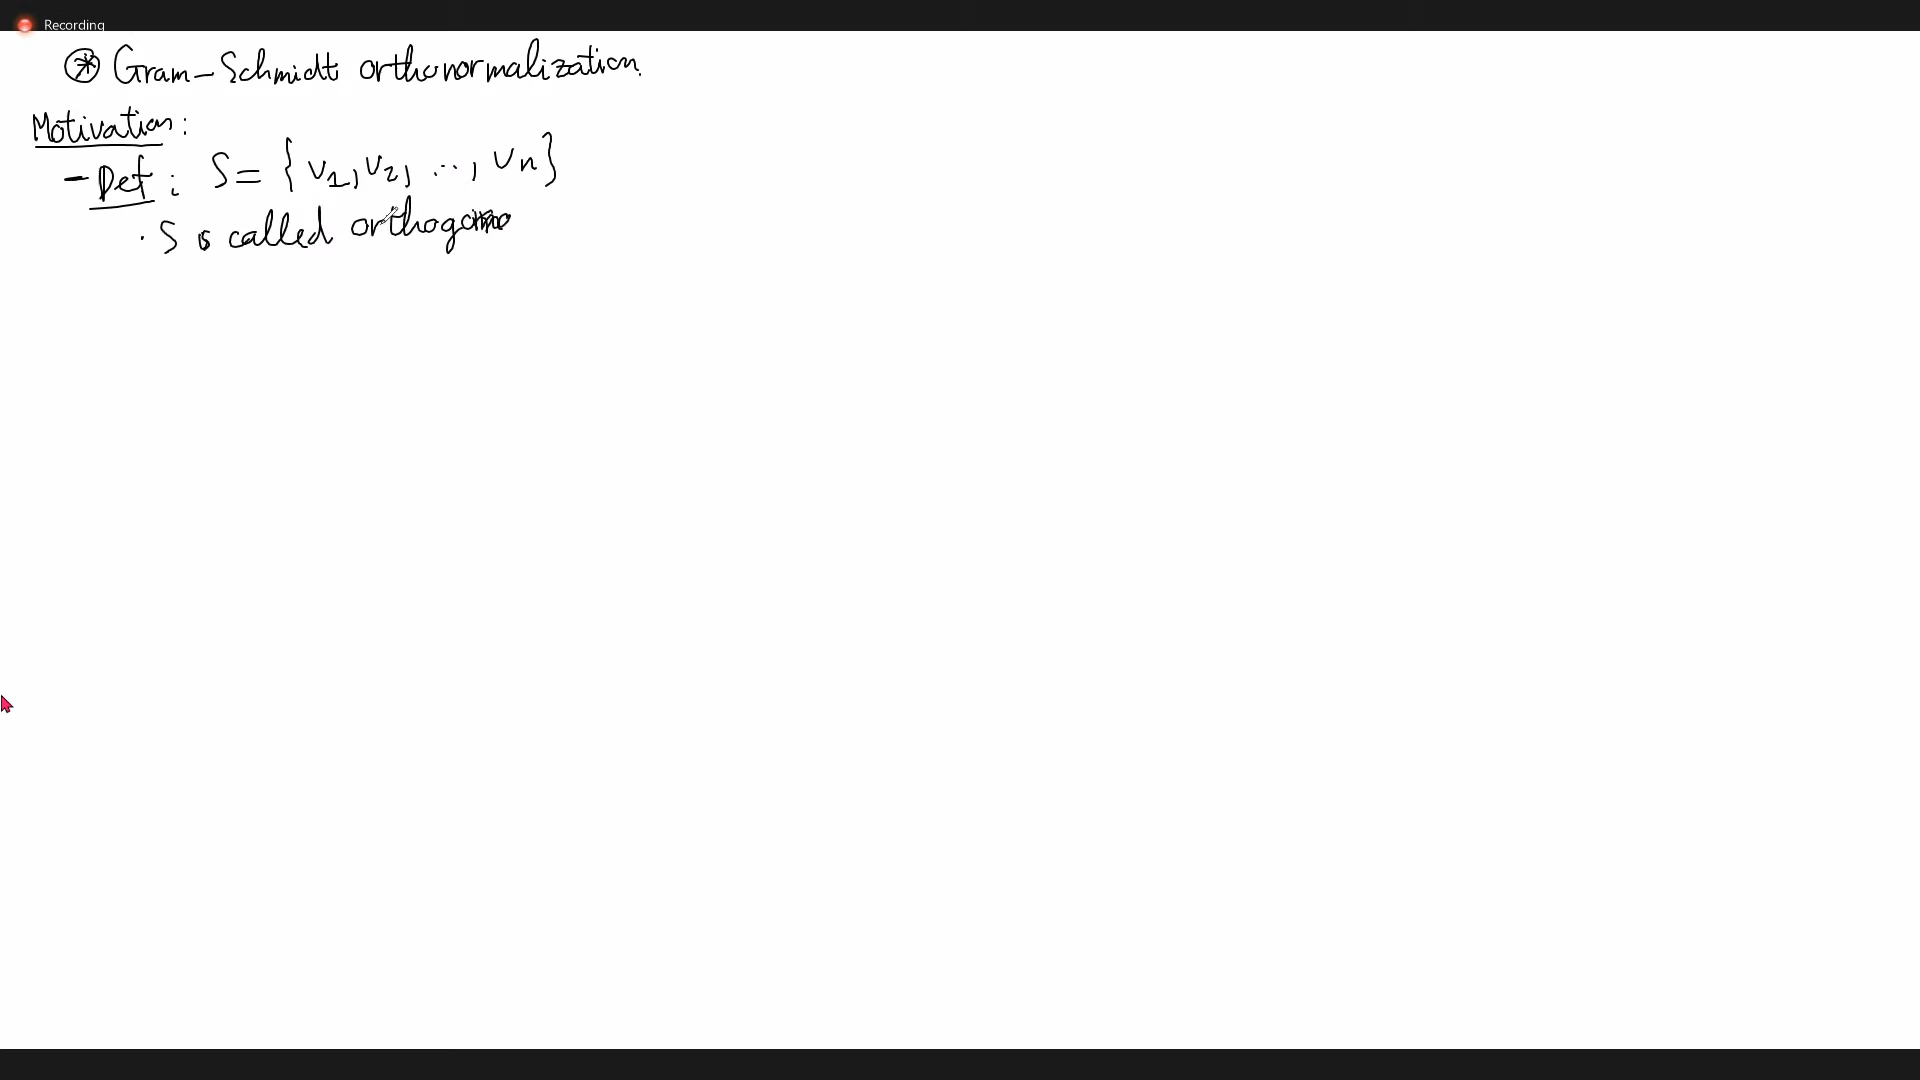 Recording
⊛ Gram-Schmidt orthonormalization.
Motivation:
- Def: S = {v1, v2, ..., vn}
· S is called